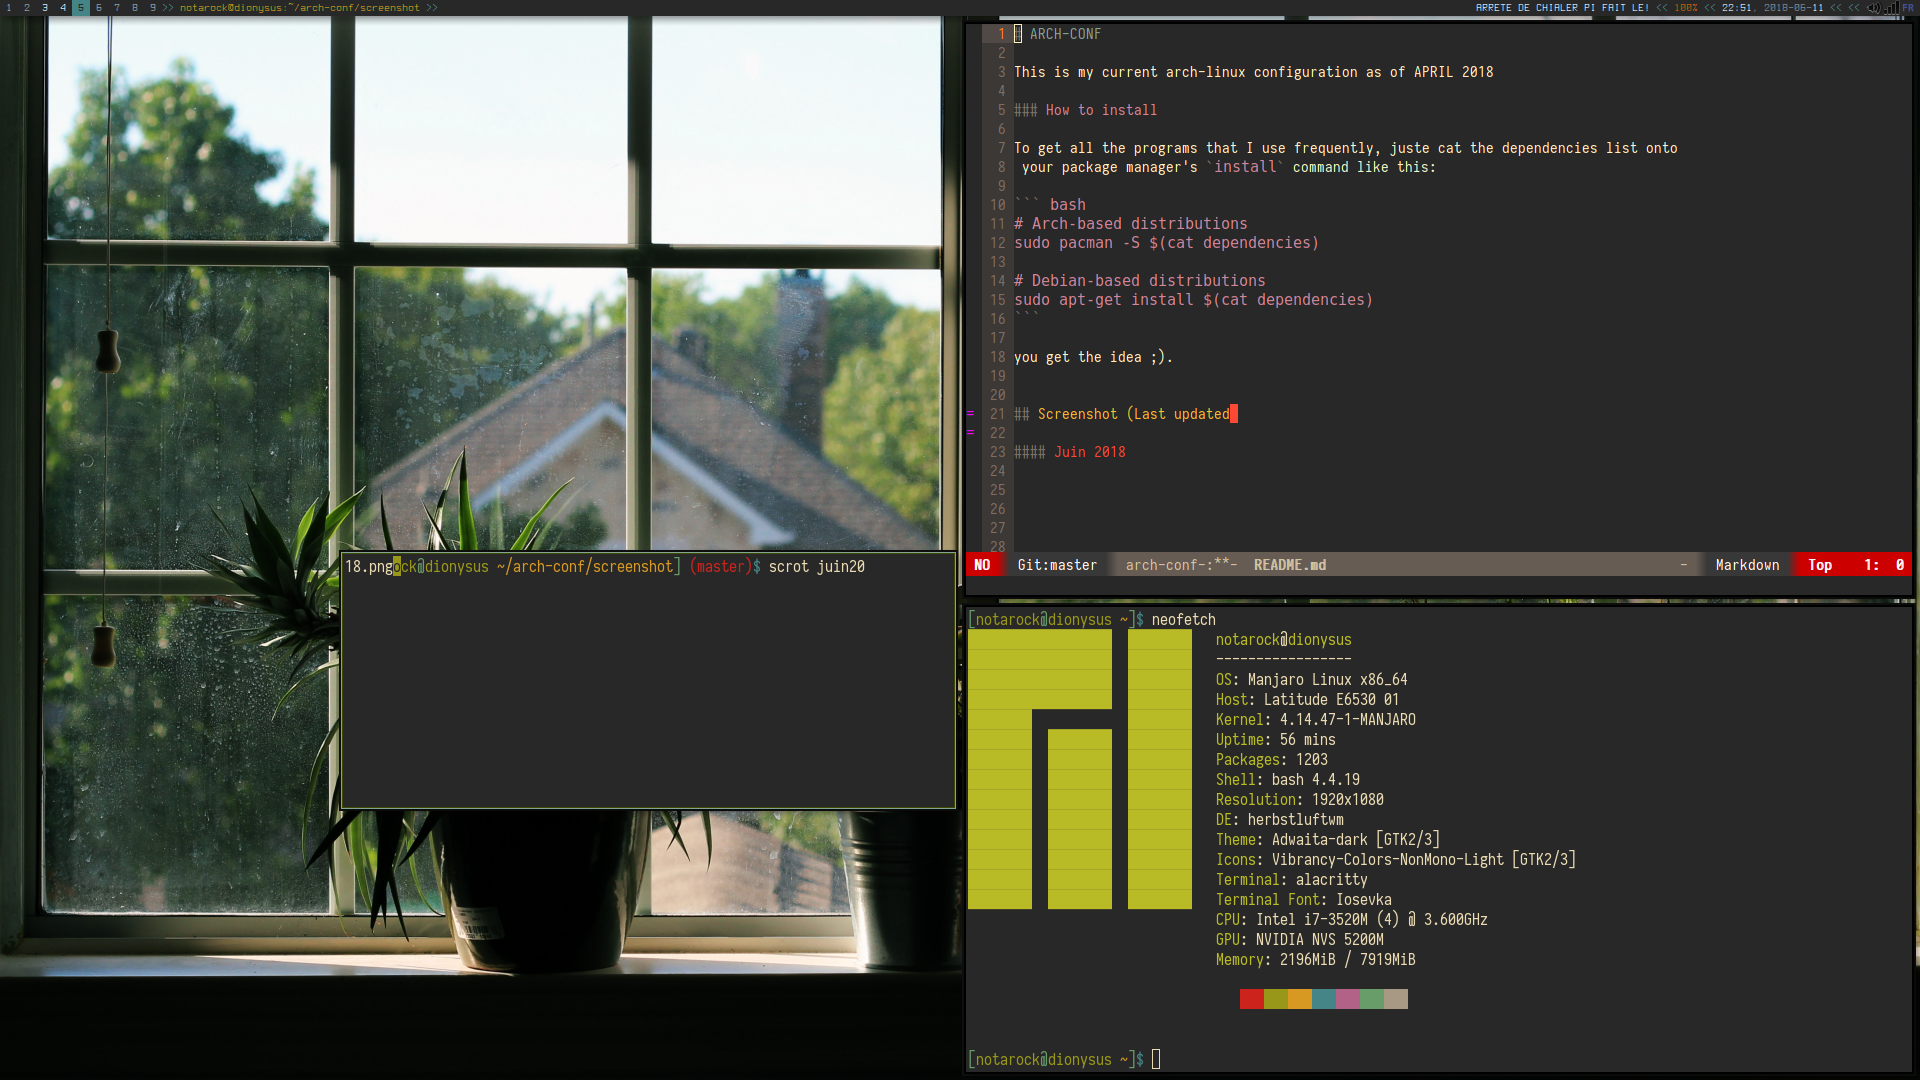 1 2 3 4 5 6 7 8 9 >> notarock@dionysus:~/arch-conf/screenshot >>
ARRETE DE CHIALER PI FAIT LE! << 100% << 22:51, 2018-06-11 << << FR
1 # ARCH-CONF
2
3 This is my current arch-linux configuration as of APRIL 2018
4
5 ### How to install
6
7 To get all the programs that I use frequently, juste cat the dependencies list onto
8 your package manager's `install` command like this:
9
10 ``` bash
11 # Arch-based distributions
12 sudo pacman -S $(cat dependencies)
13
14 # Debian-based distributions
15 sudo apt-get install $(cat dependencies)
16 ```
17
18 you get the idea ;).
19
20
= 21 ## Screenshot (Last updated
= 22
23 #### Juin 2018
24
25
26
27
28
NO Git:master arch-conf-:**- README.md - Markdown Top 1: 0
18.pngock@dionysus ~/arch-conf/screenshot] (master)$ scrot juin20
[notarock@dionysus ~]$ neofetch
notarock@dionysus
-----------------
OS: Manjaro Linux x86_64
Host: Latitude E6530 01
Kernel: 4.14.47-1-MANJARO
Uptime: 56 mins
Packages: 1203
Shell: bash 4.4.19
Resolution: 1920x1080
DE: herbstluftwm
Theme: Adwaita-dark [GTK2/3]
Icons: Vibrancy-Colors-NonMono-Light [GTK2/3]
Terminal: alacritty
Terminal Font: Iosevka
CPU: Intel i7-3520M (4) @ 3.600GHz
GPU: NVIDIA NVS 5200M
Memory: 2196MiB / 7919MiB
[notarock@dionysus ~]$